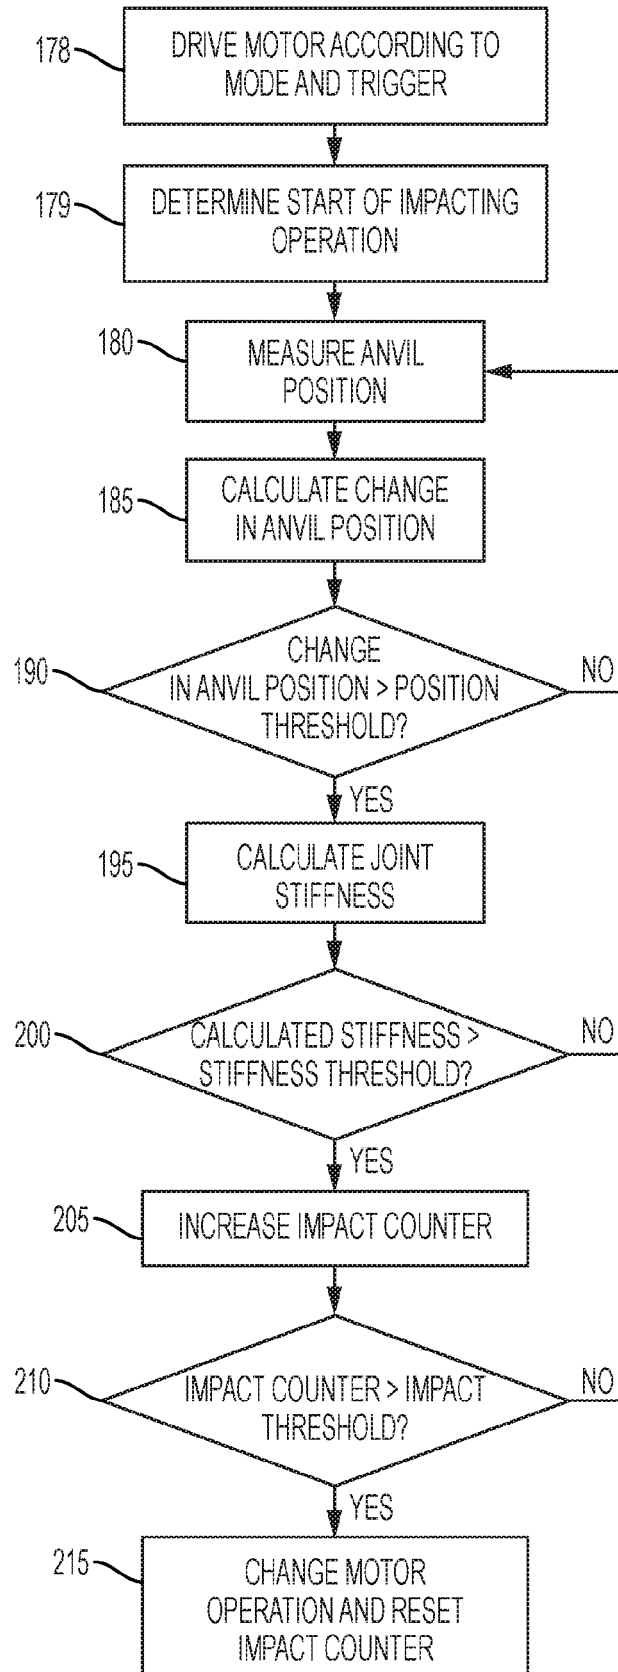 178
DRIVE MOTOR ACCORDING TO
MODE AND TRIGGER
179
DETERMINE START OF IMPACTING
OPERATION
180
MEASURE ANVIL
POSITION
185
CALCULATE CHANGE
IN ANVIL POSITION
190
CHANGE
IN ANVIL POSITION > POSITION
THRESHOLD?
NO
YES
195
CALCULATE JOINT
STIFFNESS
200
CALCULATED STIFFNESS >
STIFFNESS THRESHOLD?
NO
YES
205
INCREASE IMPACT COUNTER
210
IMPACT COUNTER > IMPACT
THRESHOLD?
NO
YES
215
CHANGE MOTOR
OPERATION AND RESET
IMPACT COUNTER